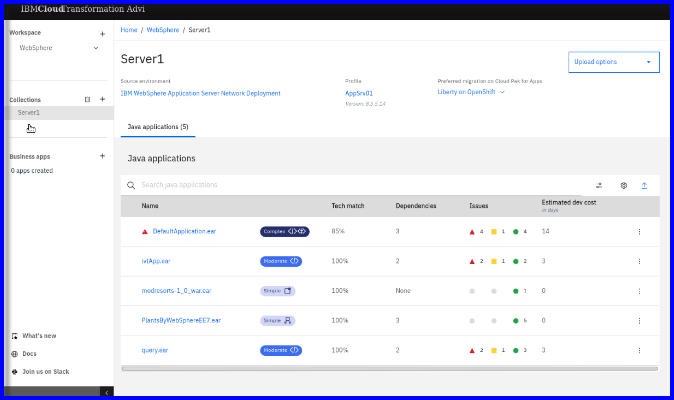 IBMCloudTransformation Advi
Workspace
WebSphere
Collections
Server1
Business apps
0 apps created
What's new
Docs
Join us on Slack
Home / WebSphere / Server1
Server1
Upload options
Source environment
IBM WebSphere Application Server Network Deployment
Profile
AppSrv01
Version: 8.5.5.14
Preferred migration on Cloud Pak for Apps
Liberty on OpenShift
Java applications (5)
Java applications
Search java applications
Name Tech match Dependencies Issues Estimated dev cost
in days
DefaultApplication.ear Complex 85% 3 4 1 4 14
ivtApp.ear Moderate 100% 2 2 1 2 3
modresorts-1_0_war.ear Simple 100% None 1 0
PlantsByWebSphereEE7.ear Simple 100% 3 5 0
query.ear Moderate 100% 2 2 1 3 3